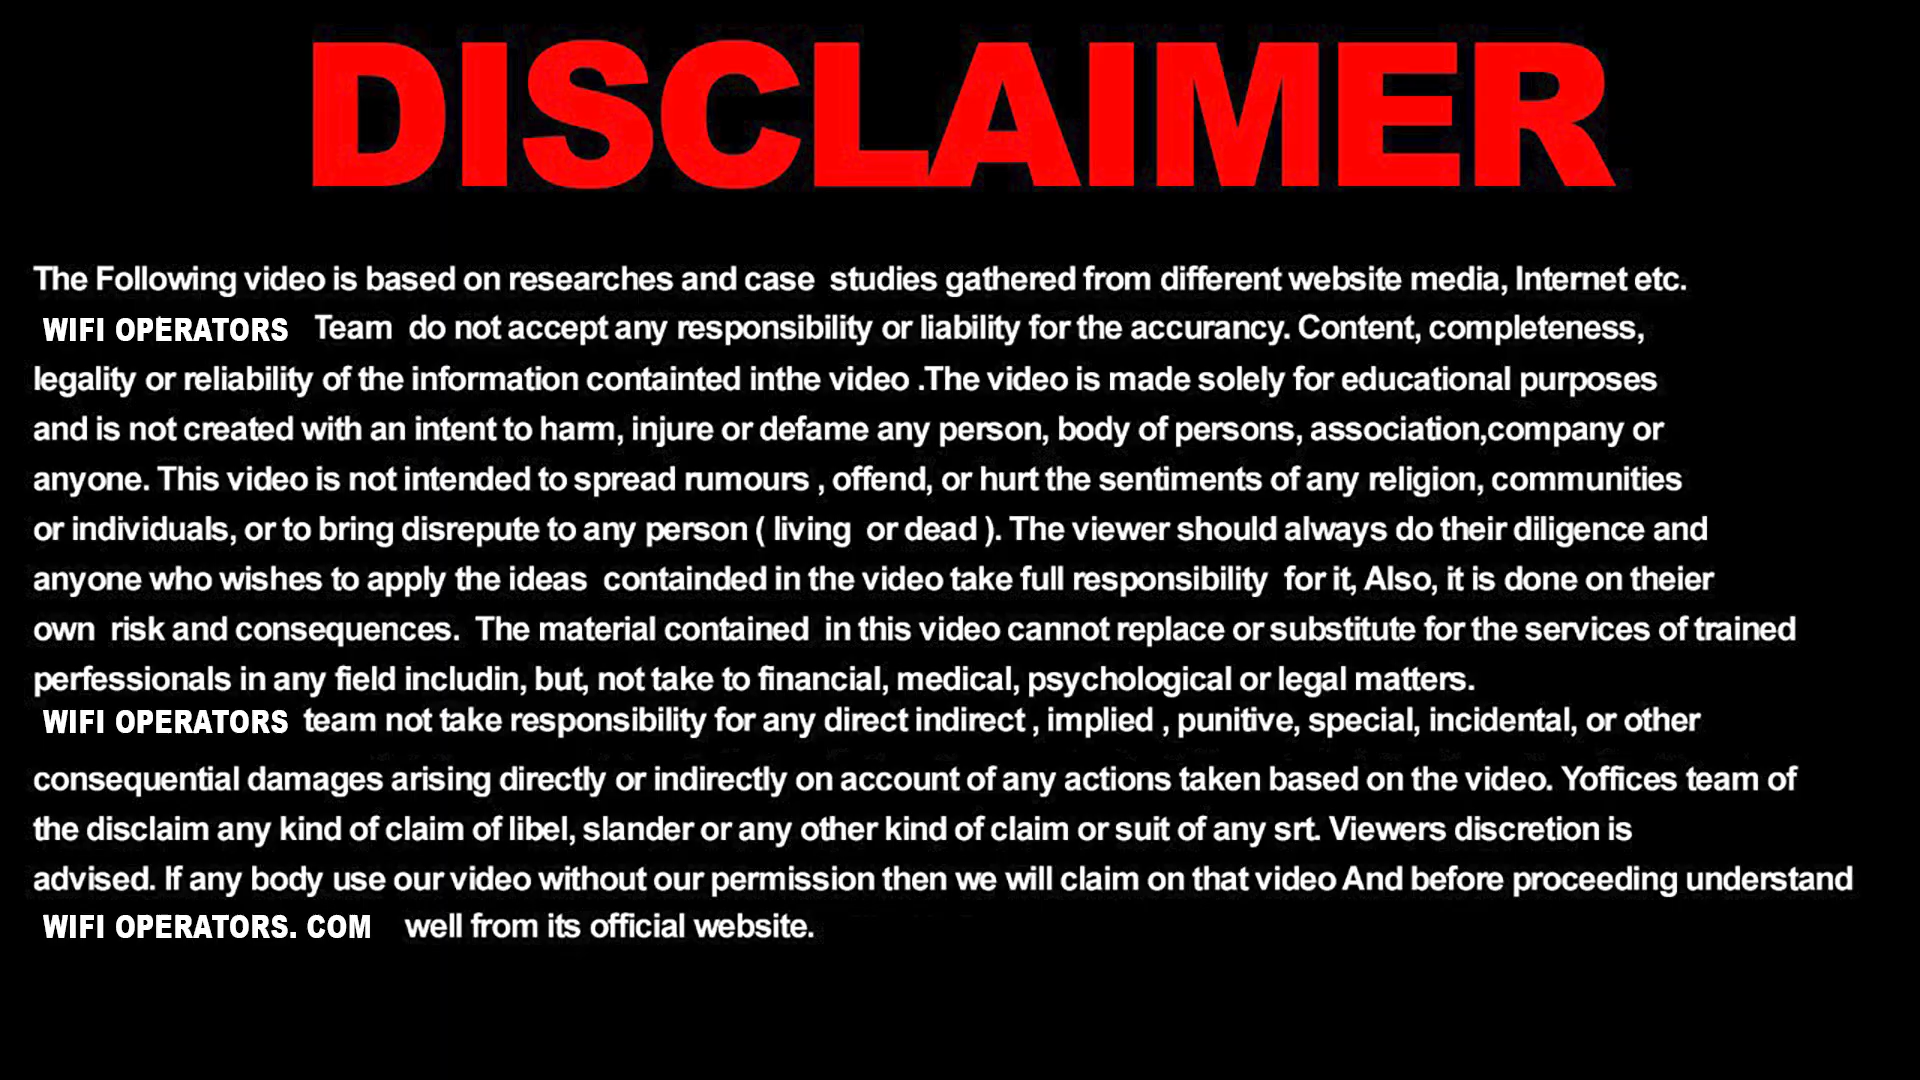 DISCLAIMER
The Following video is based on researches and case studies gathered from different website media, Internet etc.
WIFI OPERATORS Team do not accept any responsibility or liability for the accurancy. Content, completeness,
legality or reliability of the information containted inthe video .The video is made solely for educational purposes
and is not created with an intent to harm, injure or defame any person, body of persons, association,company or
anyone. This video is not intended to spread rumours , offend, or hurt the sentiments of any religion, communities
or individuals, or to bring disrepute to any person ( living or dead ). The viewer should always do their diligence and
anyone who wishes to apply the ideas containded in the video take full responsibility for it, Also, it is done on theier
own risk and consequences. The material contained in this video cannot replace or substitute for the services of trained
perfessionals in any field includin, but, not take to financial, medical, psychological or legal matters.
WIFI OPERATORS team not take responsibility for any direct indirect , implied , punitive, special, incidental, or other
consequential damages arising directly or indirectly on account of any actions taken based on the video. Yoffices team of
the disclaim any kind of claim of libel, slander or any other kind of claim or suit of any srt. Viewers discretion is
advised. If any body use our video without our permission then we will claim on that video And before proceeding understand
WIFI OPERATORS. COM well from its official website.